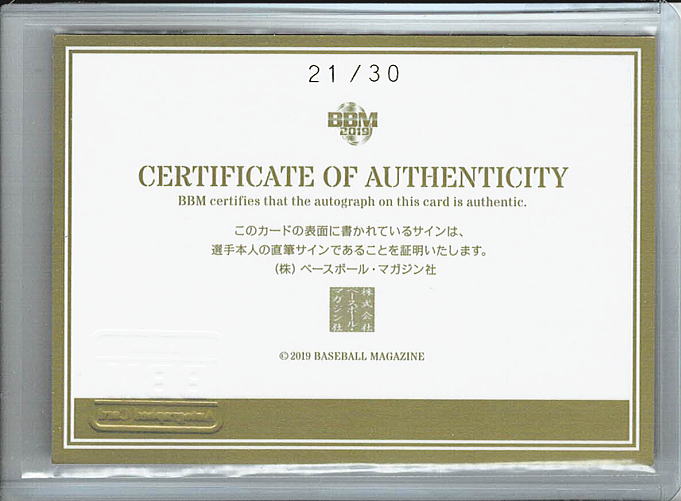 21/30
BBM
2019
CERTIFICATE OF AUTHENTICITY
BBM certifies that the autograph on this card is authentic.
このカードの表面に書かれているサインは、
選手本人の直筆サインであることを証明いたします。
(株) ベースボール・マガジン社
株式会社
ベースボール・
マガジン社
© 2019 BASEBALL MAGAZINE